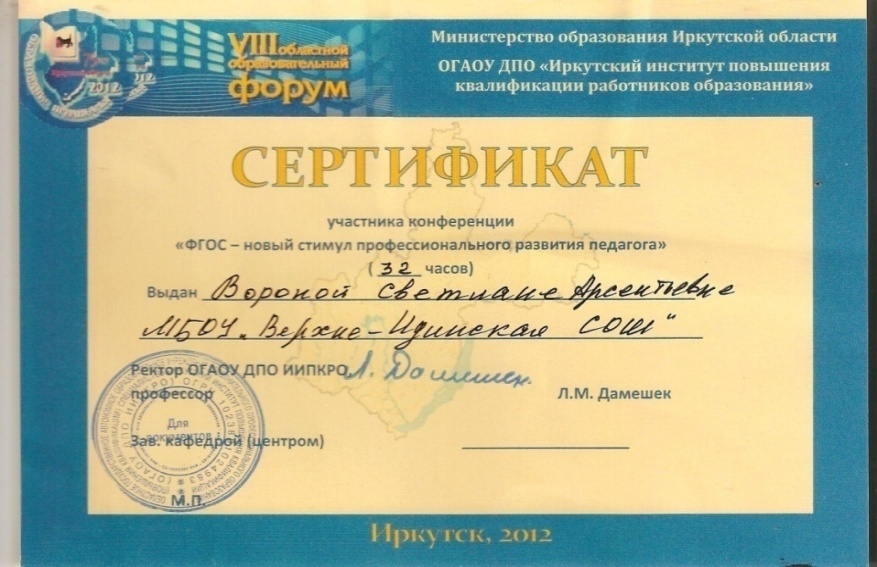 VIII областной
образовательный
форум
Министерство образования Иркутской области
ОГАОУ ДПО «Иркутский институт повышения
квалификации работников образования»
2012
СЕРТИФИКАТ
участника конференции
«ФГОС – новый стимул профессионального развития педагога»
( 32 часов)
Выдан Вороной Светлане Арсентьевне
МБОУ „Верхне-Идинская СОШ"
Ректор ОГАОУ ДПО ИИПКРО Л. Дамешек
профессор Л.М. Дамешек
Для
документов
Зав. кафедрой (центром)
М.П.
Иркутск, 2012